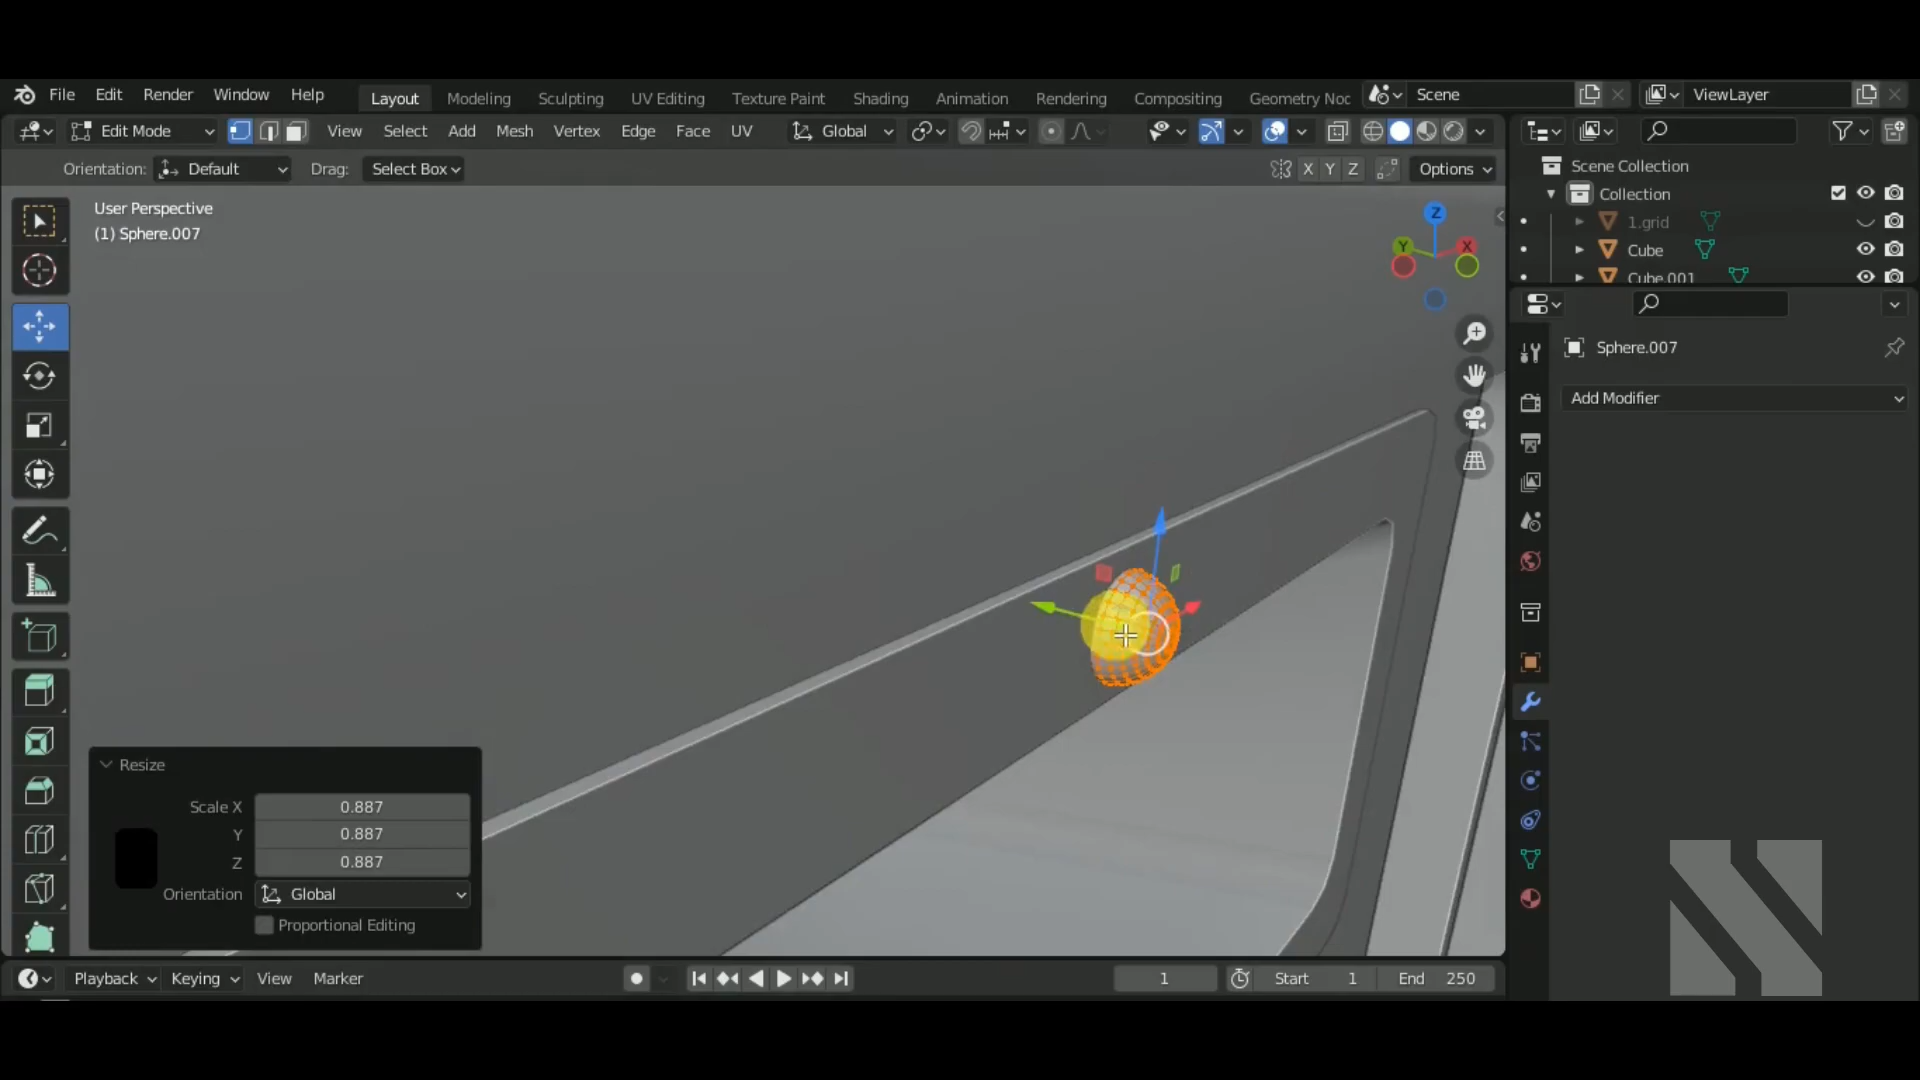 File Edit Render Window Help Layout Modeling Sculpting UV Editing Texture Paint Shading Animation Rendering Compositing Geometry Noc Scene ViewLayer
Edit Mode View Select Add Mesh Vertex Edge Face UV Global
Orientation: Default Drag: Select Box X Y Z Options
Scene Collection
Collection
1.grid
Cube
Cube.001
User Perspective
(1) Sphere.007
Z
Y
X
Sphere.007
Add Modifier
Resize
Scale X 0.887
Y 0.887
Z 0.887
Orientation Global
Proportional Editing
Playback Keying View Marker 1 Start 1 End 250